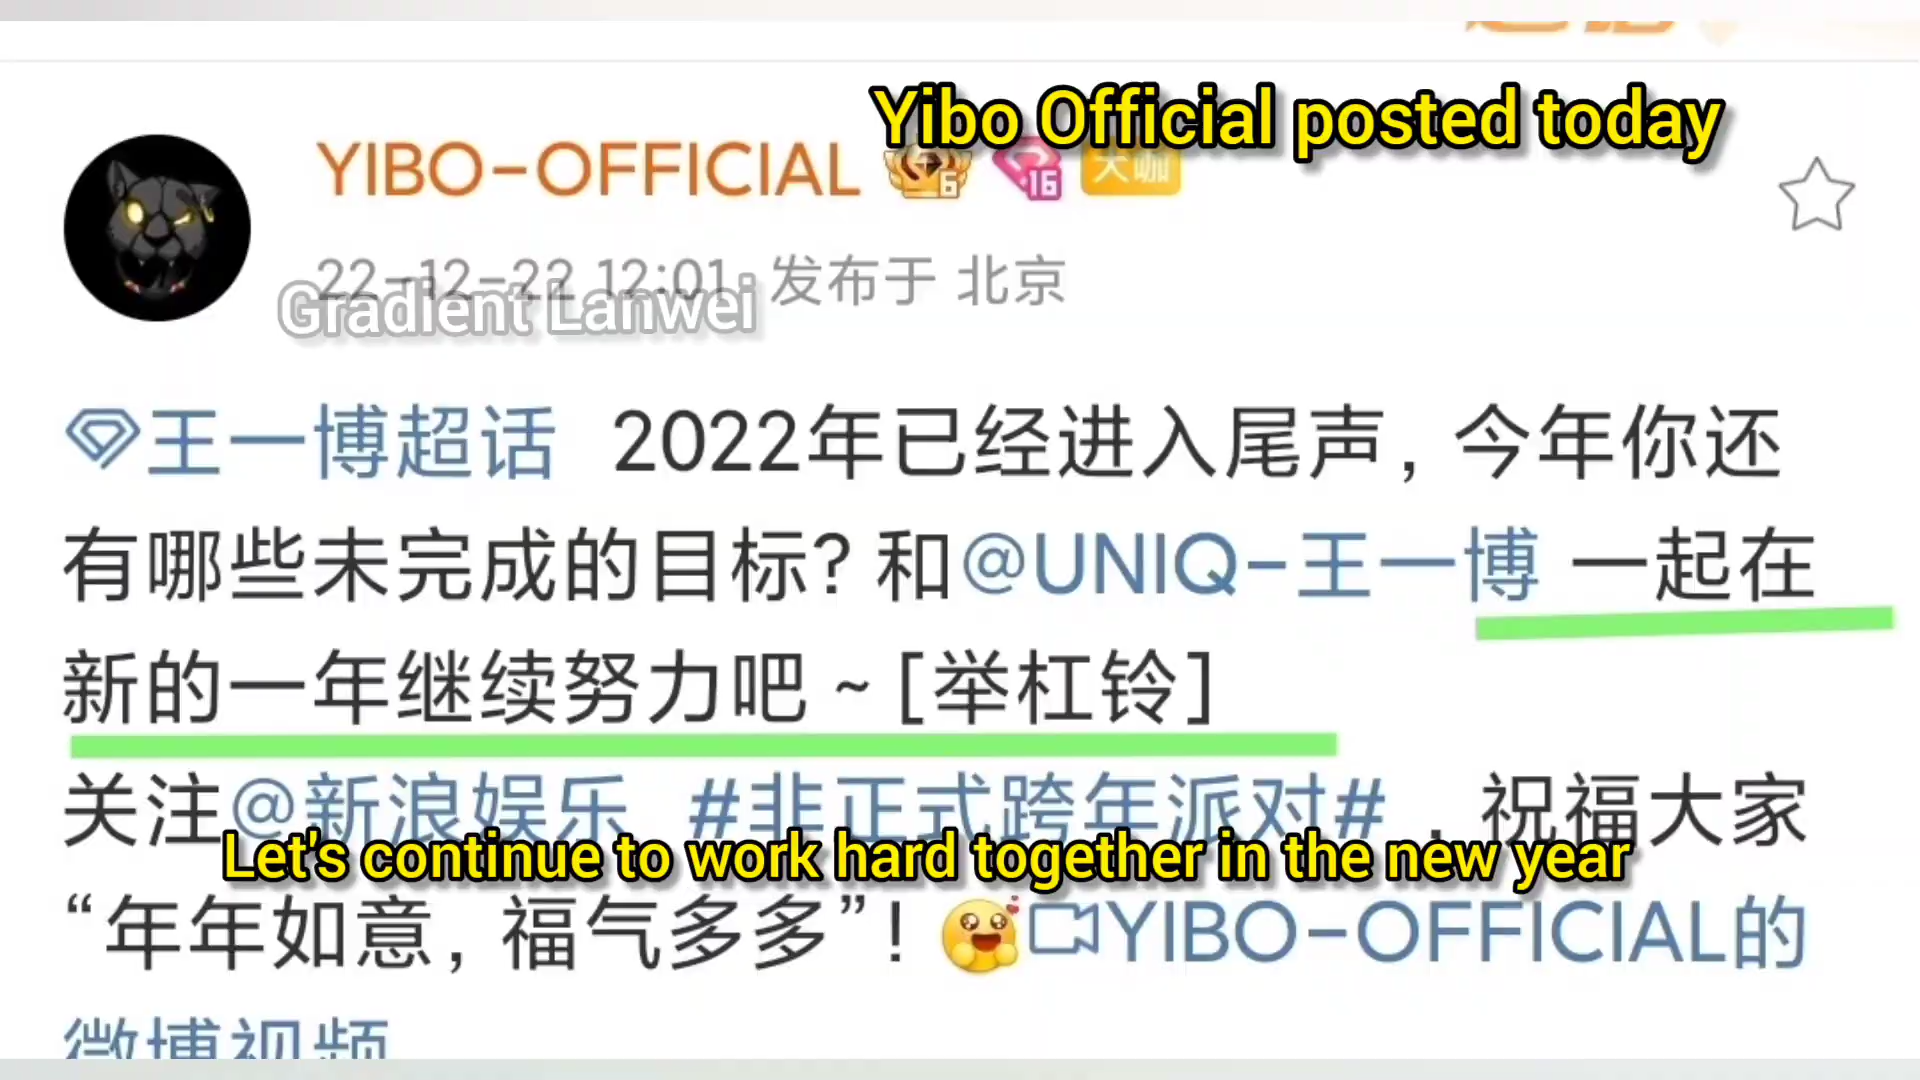 Yibo Official posted today
YIBO-OFFICIAL 6 16 大咖
22-12-22 12:01 发布于 北京
Gradient Lanwei
王一博超话 2022年已经进入尾声，今年你还
有哪些未完成的目标？和@UNIQ-王一博 一起在
新的一年继续努力吧～[举杠铃]
关注@新浪娱乐 #非正式跨年派对# ，祝福大家
Let's continue to work hard together in the new year
“年年如意，福气多多”！YIBO-OFFICIAL的
微博视频